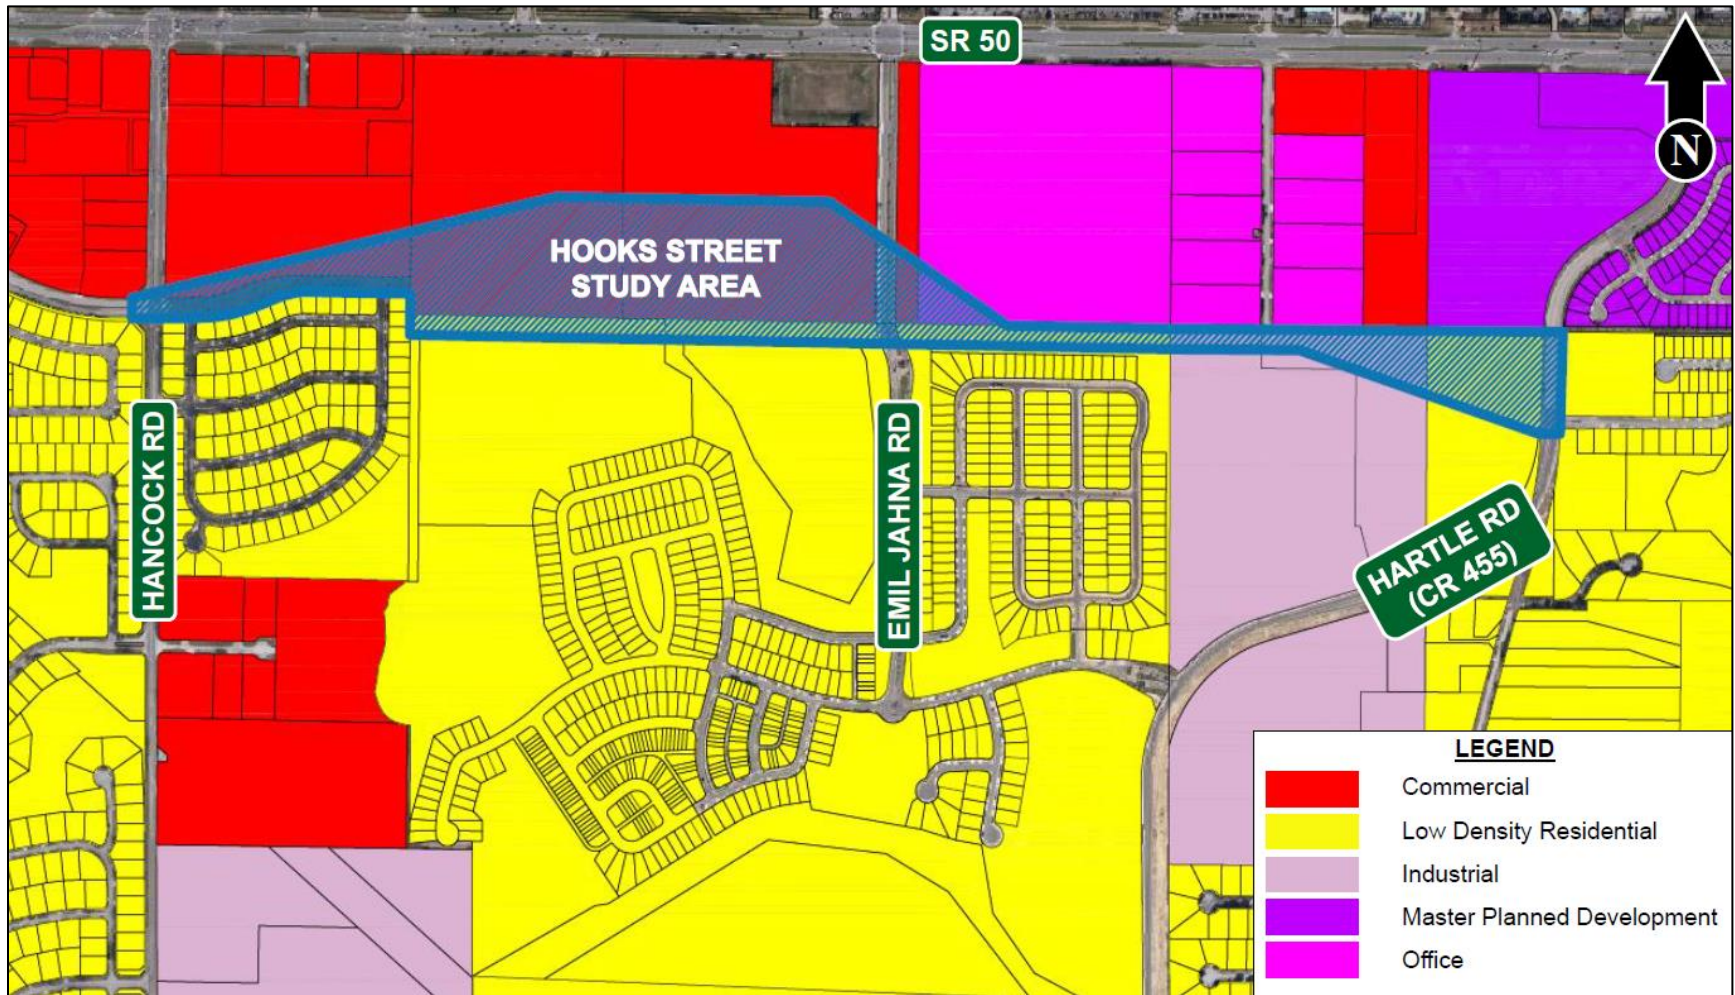 SR 50
N
HOOKS STREET
STUDY AREA
HANCOCK RD
EMIL JAHNA RD
HARTLE RD
(CR 455)
LEGEND
Commercial
Low Density Residential
Industrial
Master Planned Development
Office